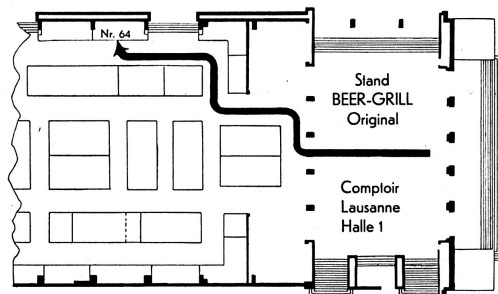 Nr. 64
Stand
BEER-GRILL
Original
Comptoir
Lausanne
Halle 1